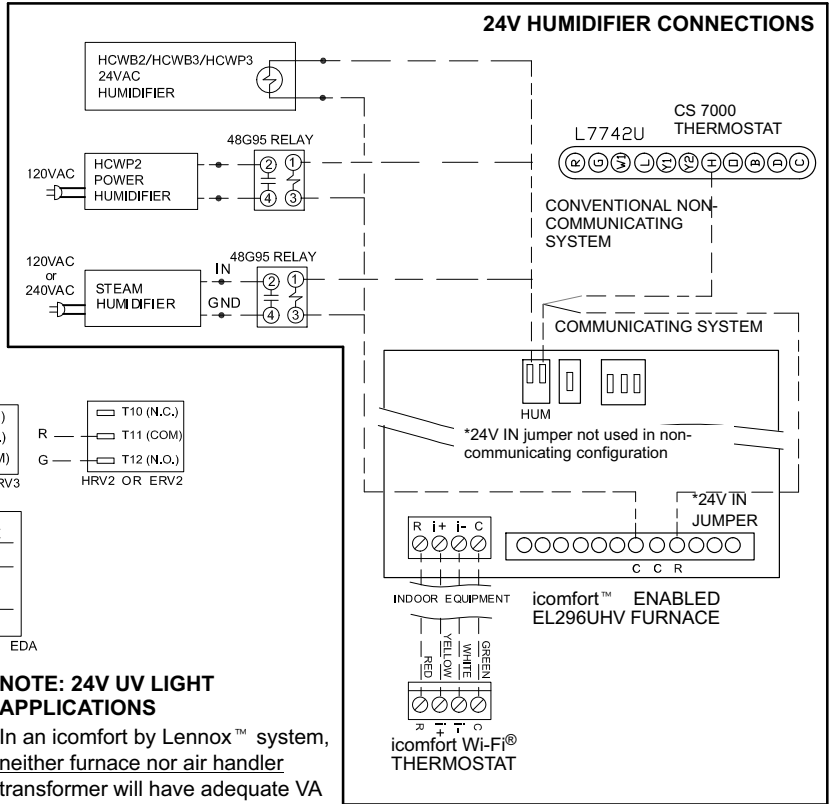 24V HUMIDIFIER CONNECTIONS
HCWB2/HCWB3/HCWP3
24VAC
HUMIDIFIER
48G95 RELAY
120VAC
HCWP2
POWER
HUMIDIFIER
2 1
4 3
48G95 RELAY
120VAC
or
240VAC
STEAM
HUMIDIFIER
IN
GND
2 1
4 3
CS 7000
THERMOSTAT
L7742U
R G W1 L Y1 Y2 H O B D C
CONVENTIONAL NON-
COMMUNICATING
SYSTEM
COMMUNICATING SYSTEM
HUM
*24V IN jumper not used in non-
communicating configuration
*24V IN
JUMPER
R i+ i- C
C C R
INDOOR EQUIPMENT
icomfort™ ENABLED
EL296UHV FURNACE
RED
YELLOW
WHITE
GREEN
R i+ i- C
icomfort Wi-Fi®
THERMOSTAT
)
.)
M)
RV3
R
G
T10 (N.C.)
T11 (COM)
T12 (N.O.)
HRV2 OR ERV2
EDA
NOTE: 24V UV LIGHT
APPLICATIONS
In an icomfort by Lennox™ system,
neither furnace nor air handler
transformer will have adequate VA